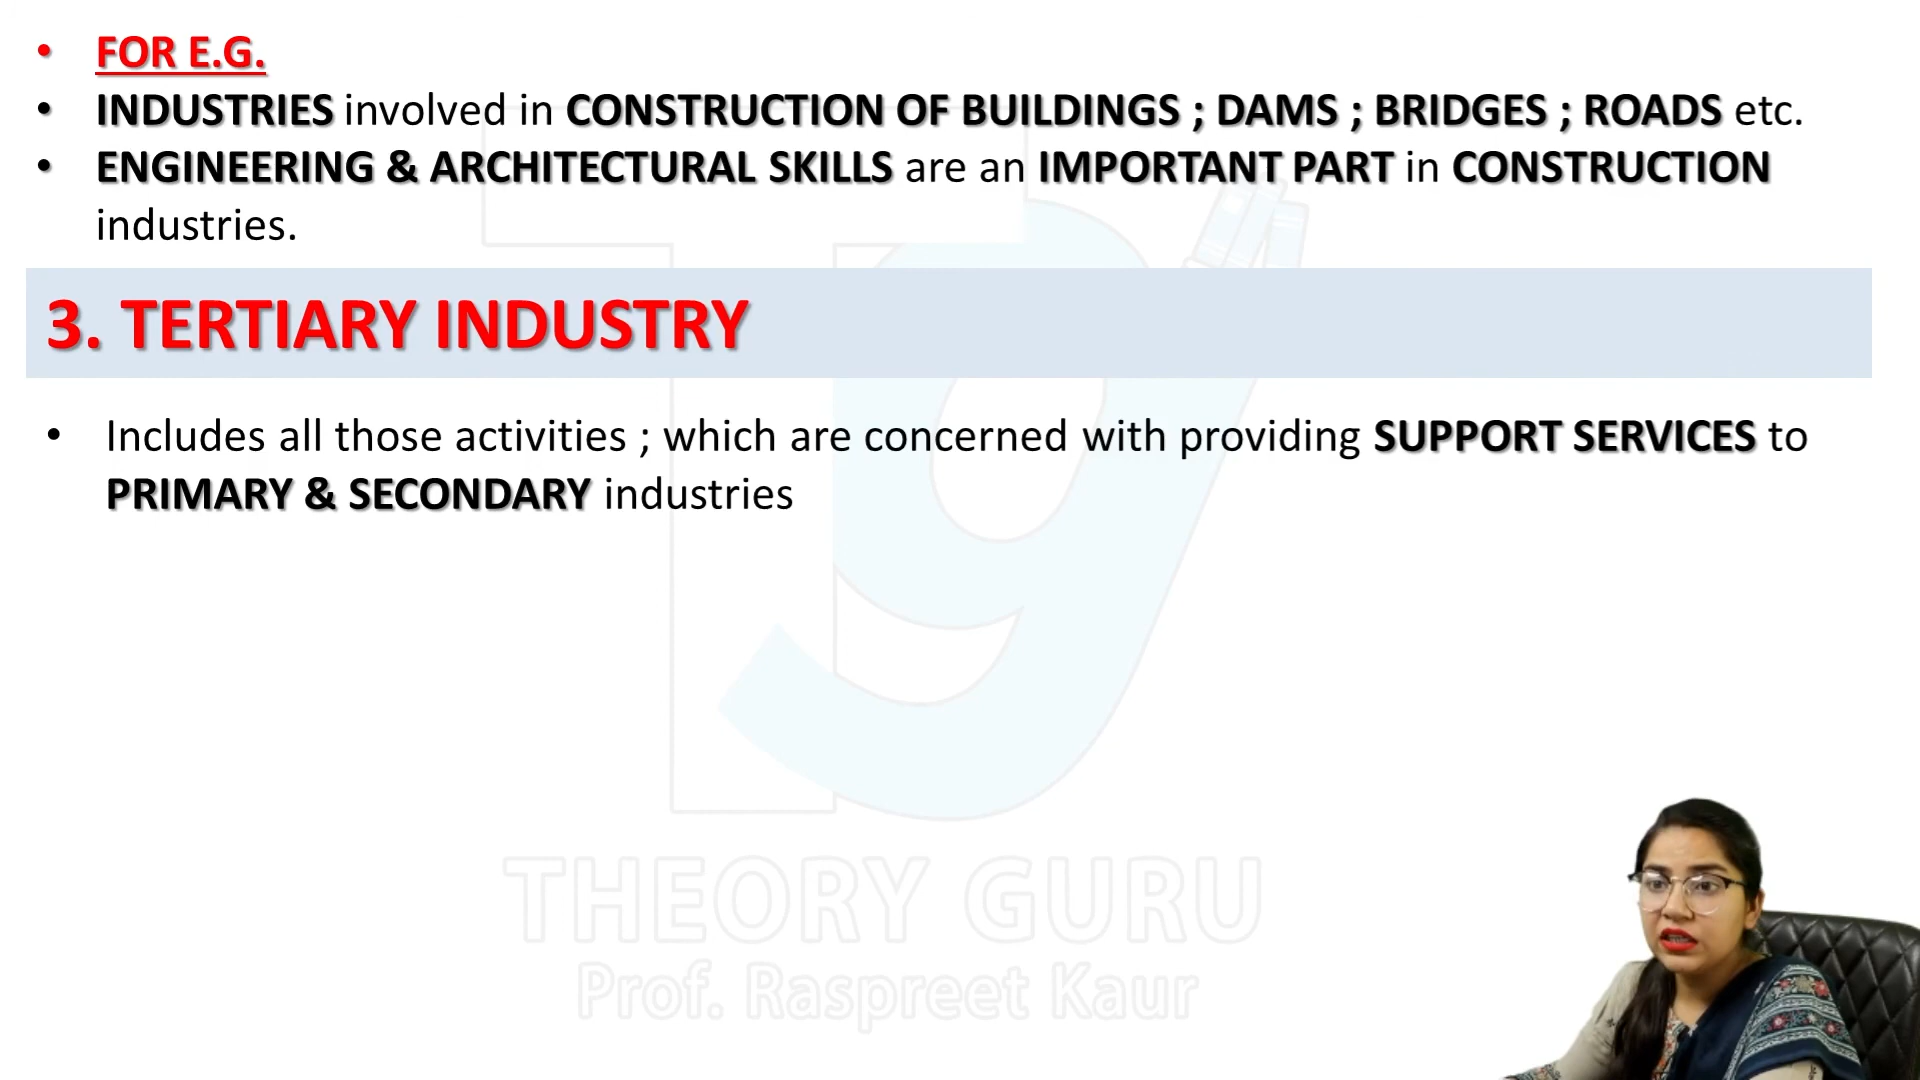 • FOR E.G.
• INDUSTRIES involved in CONSTRUCTION OF BUILDINGS ; DAMS ; BRIDGES ; ROADS etc.
• ENGINEERING & ARCHITECTURAL SKILLS are an IMPORTANT PART in CONSTRUCTION
industries.
3. TERTIARY INDUSTRY
• Includes all those activities ; which are concerned with providing SUPPORT SERVICES to
PRIMARY & SECONDARY industries
T9
THEORY GURU
Prof. Raspreet Kaur